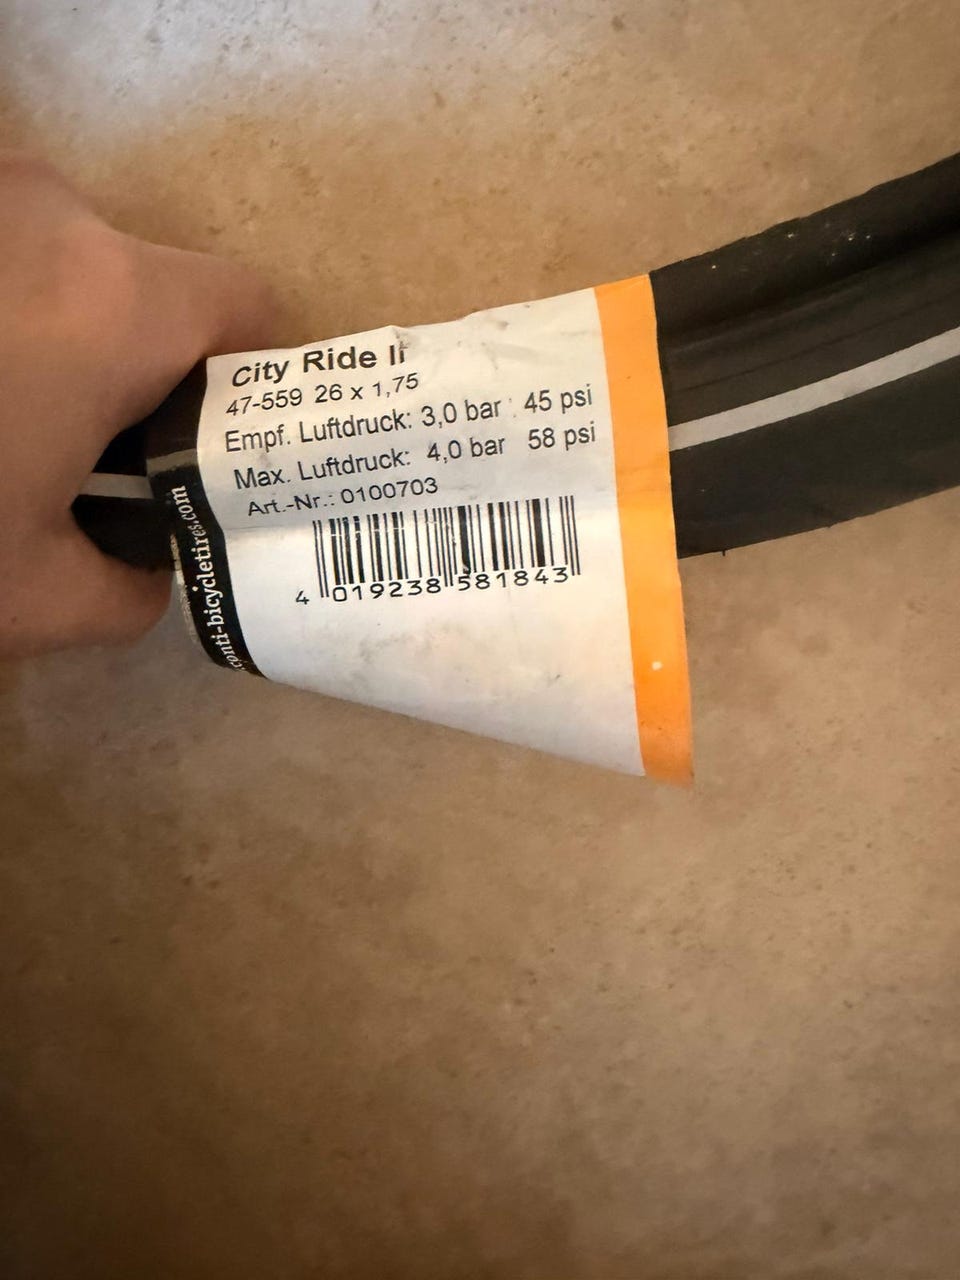 City Ride II
47-559 26 x 1,75
Empf. Luftdruck: 3,0 bar 45 psi
Max. Luftdruck: 4,0 bar 58 psi
Art.-Nr.: 0100703
4 019238 581843
conti-bicycletires.com